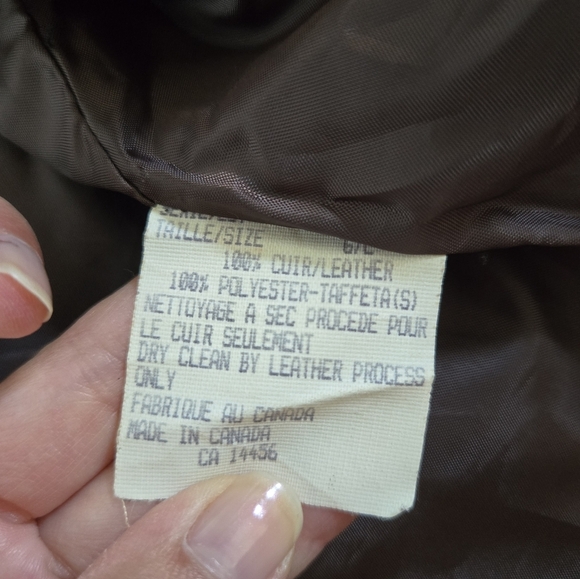 TAILLE/SIZE
100% CUIR/LEATHER
100% POLYESTER-TAFFETA(S)
NETTOYAGE A SEC PROCEDE POUR
LE CUIR SEULEMENT
DRY CLEAN BY LEATHER PROCESS
ONLY
FABRIQUE AU CANADA
MADE IN CANADA
CA 14456